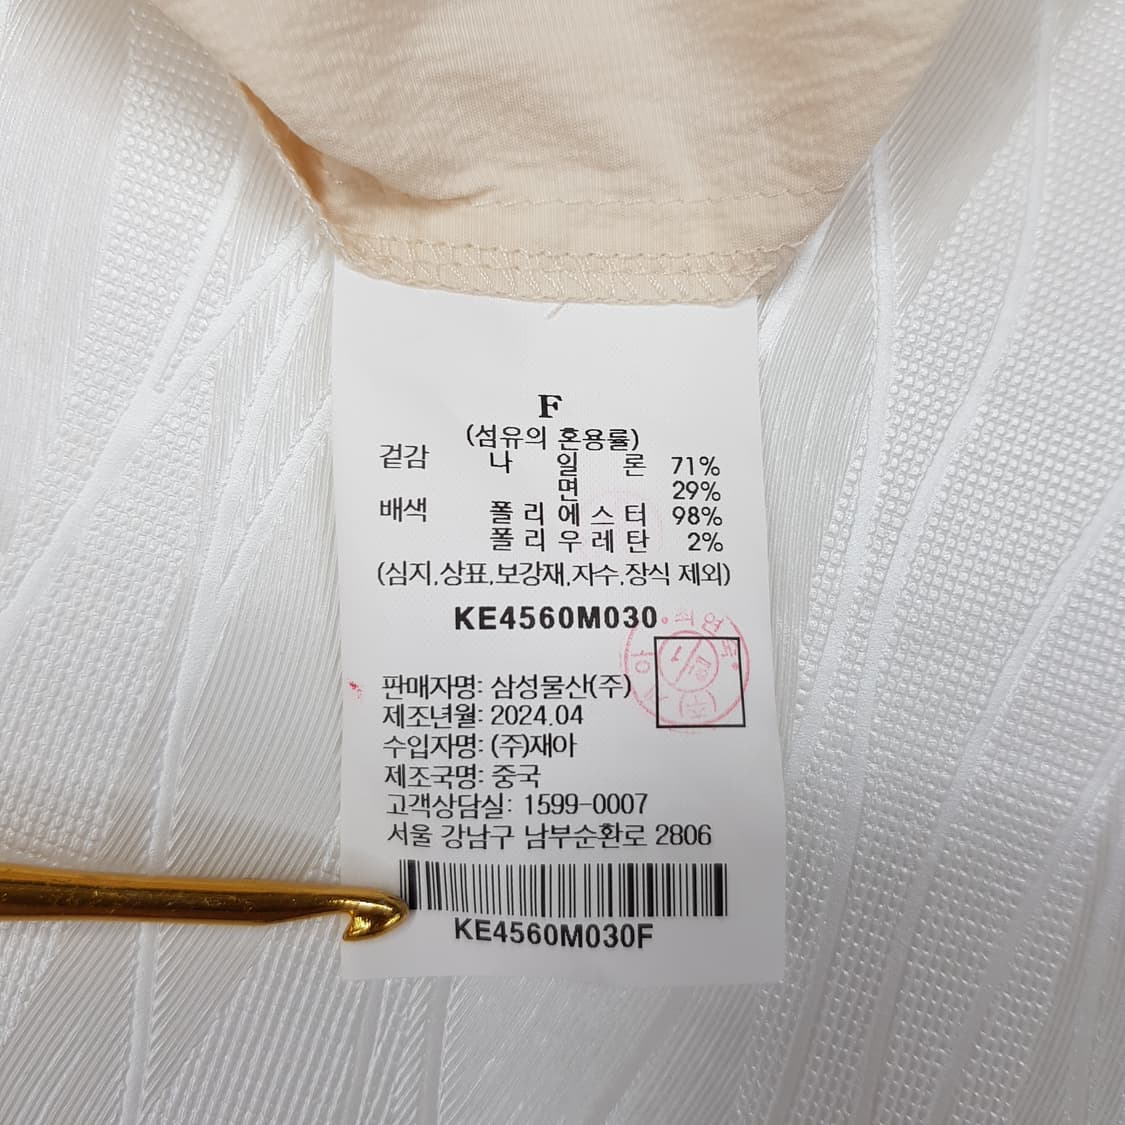 F
(섬유의 혼용률)
겉감 나 일 론 71%
면 29%
배색 폴 리 에 스 터 98%
폴 리 우 레 탄 2%
(심지,상표,보강재,자수,장식 제외)
KE4560M030
판매자명: 삼성물산(주)
제조년월: 2024.04
수입자명: (주)재아
제조국명: 중국
고객상담실: 1599-0007
서울 강남구 남부순환로 2806
KE4560M030F